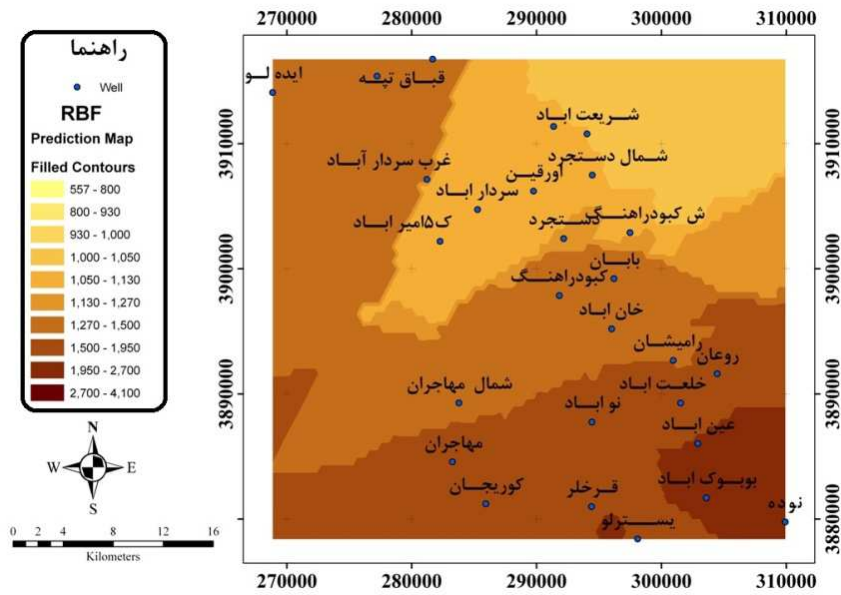 270000 280000 290000 300000 310000
راهنما
Well
RBF
Prediction Map
Filled Contours
557 - 800
800 - 930
930 - 1,000
1,000 - 1,050
1,050 - 1,130
1,130 - 1,270
1,270 - 1,500
1,500 - 1,950
1,950 - 2,700
2,700 - 4,100
N
W E
S
0 2 4 8 12 16
Kilometers
3910000
3900000
3890000
3880000
ایده لو
قباق تپه
شریعت اباد
شمال دستجرد
غرب سردار آباد
اورقین
سردار اباد
ش کبودراهنگ
دستجرد
ک۵امیر اباد
بابان
کبودراهنگ
خان اباد
رامیشان
روعان
شمال مهاجران
خلعت اباد
نو اباد
عین اباد
مهاجران
بوبوک اباد
کوریجان
قرخلر
نوده
یسترلو
3910000
3900000
3890000
3880000
270000 280000 290000 300000 310000